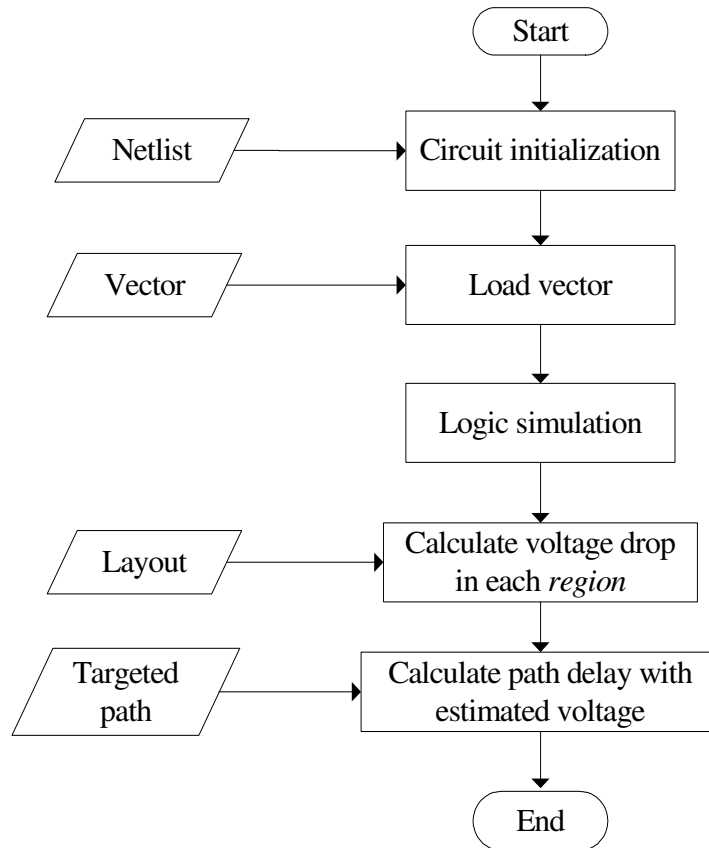 Start
Netlist
Circuit initialization
Vector
Load vector
Logic simulation
Layout
Calculate voltage drop
in each region
Targeted
path
Calculate path delay with
estimated voltage
End